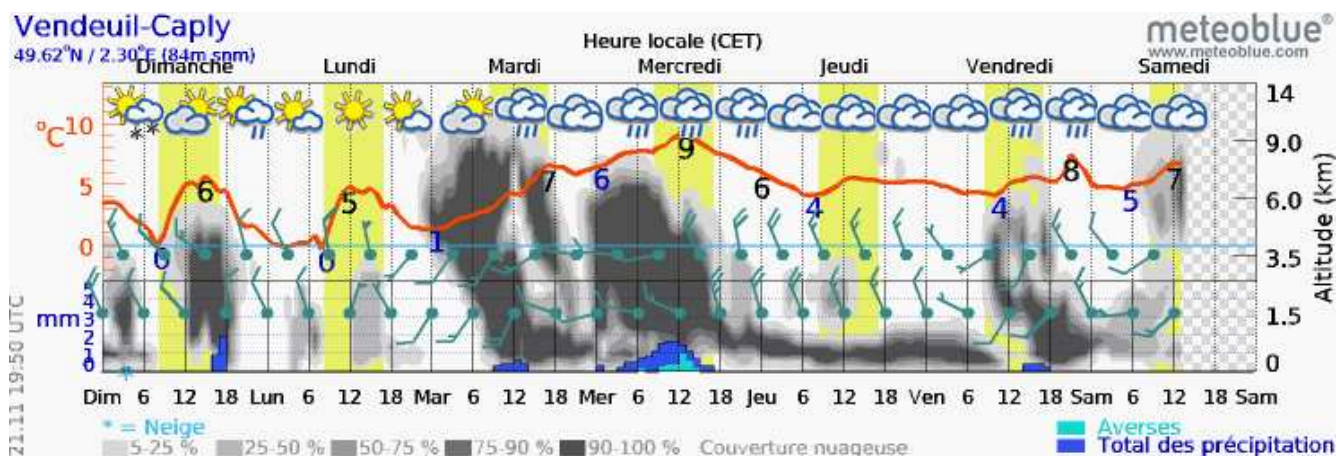 Vendeuil-Caply
49.62°N / 2.30°E (84m snm)
Heure locale (CET)
meteoblue®
www.meteoblue.com
Dimanche Lundi Mardi Mercredi Jeudi Vendredi Samedi
°C
10
5
0
14
9.0
6.0
3.5
1.5
0
Altitude (km)
6 5 7 6 9 6 4 4 8 5 7
0 0 1
mm
4
3
2
1
0
21.11 19:50 UTC
Dim 6 12 18 Lun 6 12 18 Mar 6 12 18 Mer 6 12 18 Jeu 6 12 18 Ven 6 12 18 Sam 6 12 18 Sam
* = Neige
5-25 % 25-50 % 50-75 % 75-90 % 90-100 % Couverture nuageuse
Averses
Total des précipitation